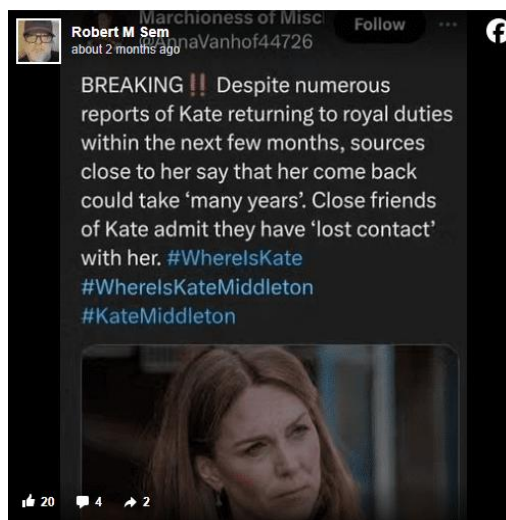 Marchioness of Misc
Follow
Robert M Sem
about 2 months ago
@AnnaVanhof44726
BREAKING‼️ Despite numerous
reports of Kate returning to royal duties
within the next few months, sources
close to her say that her come back
could take ‘many years’. Close friends
of Kate admit they have ‘lost contact’
with her. #WhereIsKate
#WhereIsKateMiddleton
#KateMiddleton
20 4 2